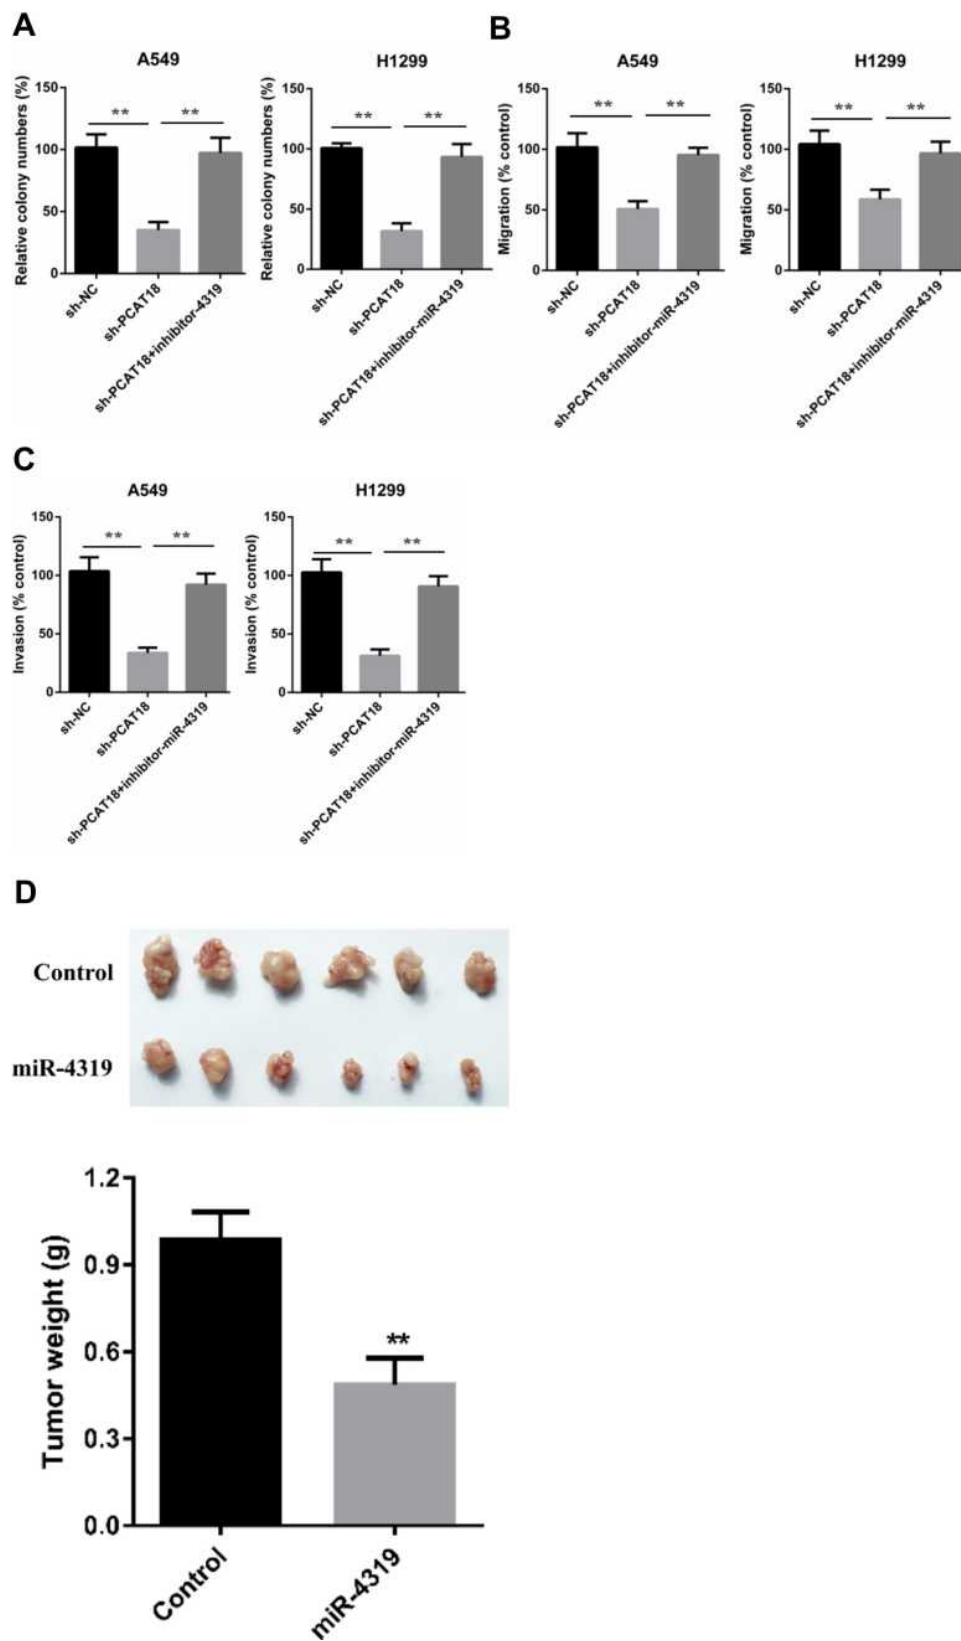 A
A549
Relative colony numbers (%)
150
100
50
0
**
**
sh-NC
sh-PCAT18
sh-PCAT18+inhibitor-4319
H1299
Relative colony numbers (%)
150
100
50
0
**
**
sh-NC
sh-PCAT18
sh-PCAT18+inhibitor-miR-4319
B
A549
Migration (% control)
150
100
50
0
**
**
sh-NC
sh-PCAT18
sh-PCAT18+inhibitor-miR-4319
H1299
Migration (% control)
150
100
50
0
**
**
sh-NC
sh-PCAT18
sh-PCAT18+inhibitor-miR-4319
C
A549
Invasion (% control)
150
100
50
0
**
**
sh-NC
sh-PCAT18
sh-PCAT18+inhibitor-miR-4319
H1299
Invasion (% control)
150
100
50
0
**
**
sh-NC
sh-PCAT18
sh-PCAT18+inhibitor-miR-4319
D
Control
miR-4319
Tumor weight (g)
1.2
0.9
0.6
0.3
0.0
**
Control
miR-4319